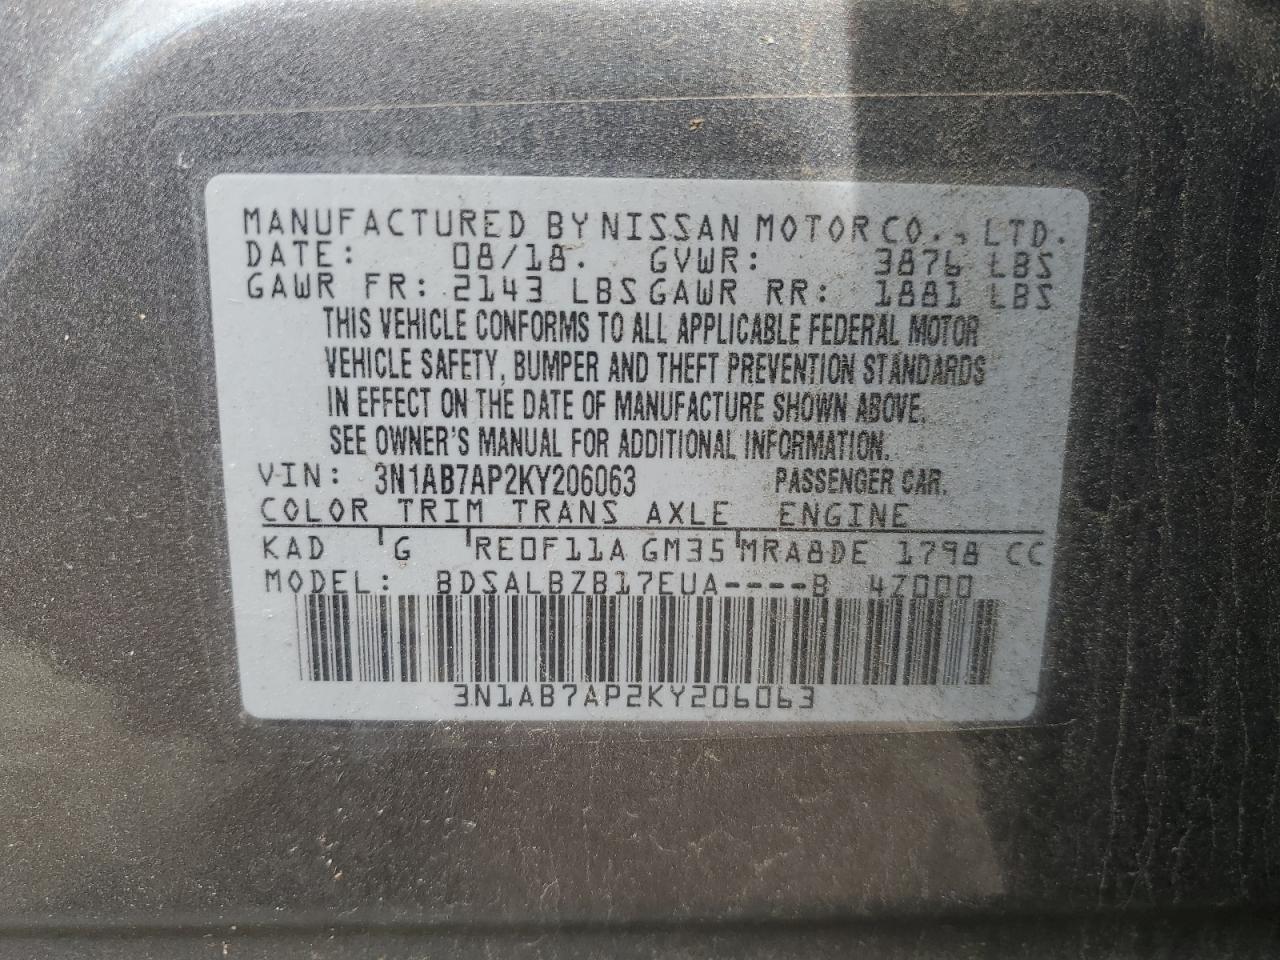 MANUFACTURED BY NISSAN MOTOR CO., LTD.
DATE: 08/18. GVWR: 3876 LBS
GAWR FR: 2143 LBS GAWR RR: 1881 LBS
THIS VEHICLE CONFORMS TO ALL APPLICABLE FEDERAL MOTOR
VEHICLE SAFETY, BUMPER AND THEFT PREVENTION STANDARDS
IN EFFECT ON THE DATE OF MANUFACTURE SHOWN ABOVE.
SEE OWNER'S MANUAL FOR ADDITIONAL INFORMATION.
VIN: 3N1AB7AP2KY206063 PASSENGER CAR.
COLOR TRIM TRANS AXLE ENGINE
KAD G RE0F11A GM35 MRA8DE 1798 CC
MODEL: BDSALBZB17EUA----B 4Z000
3N1AB7AP2KY206063